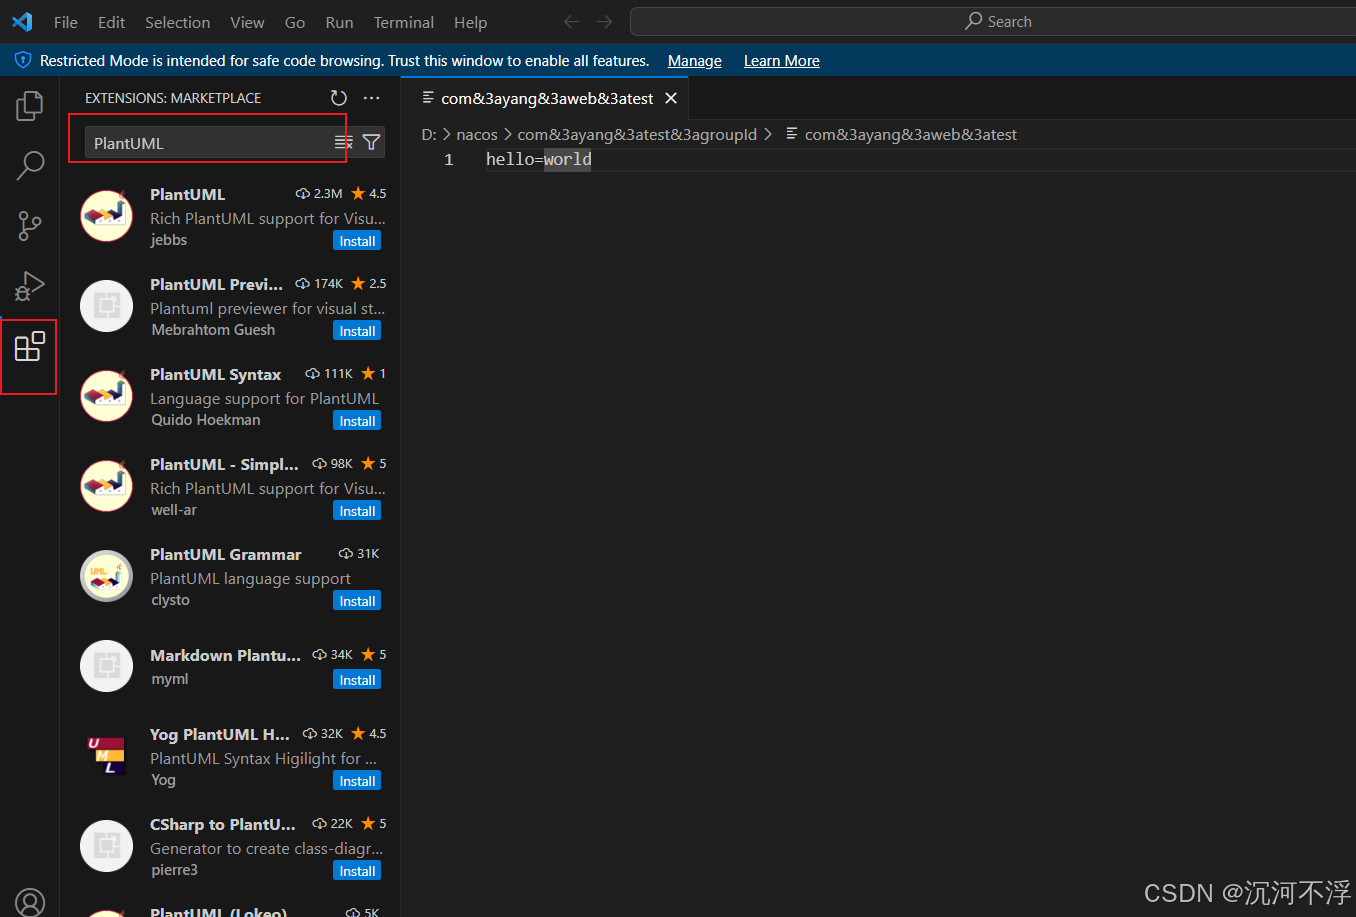 File Edit Selection View Go Run Terminal Help
Search
Restricted Mode is intended for safe code browsing. Trust this window to enable all features. Manage Learn More
EXTENSIONS: MARKETPLACE
PlantUML
PlantUML 2.3M 4.5
Rich PlantUML support for Visu...
jebbs Install
PlantUML Previ... 174K 2.5
Plantuml previewer for visual st...
Mebrahtom Guesh Install
PlantUML Syntax 111K 1
Language support for PlantUML
Quido Hoekman Install
PlantUML - Simpl... 98K 5
Rich PlantUML support for Visu...
well-ar Install
PlantUML Grammar 31K
PlantUML language support
clysto Install
Markdown Plantu... 34K 5
myml Install
UML
Yog PlantUML H... 32K 4.5
PlantUML Syntax Higilight for ...
Yog Install
CSharp to PlantU... 22K 5
Generator to create class-diagr...
pierre3 Install
PlantUML (Lokeo) 5K
com&3ayang&3aweb&3atest
D: > nacos > com&3ayang&3atest&3agroupId > com&3ayang&3aweb&3atest
1 hello=world
CSDN @沉河不浮